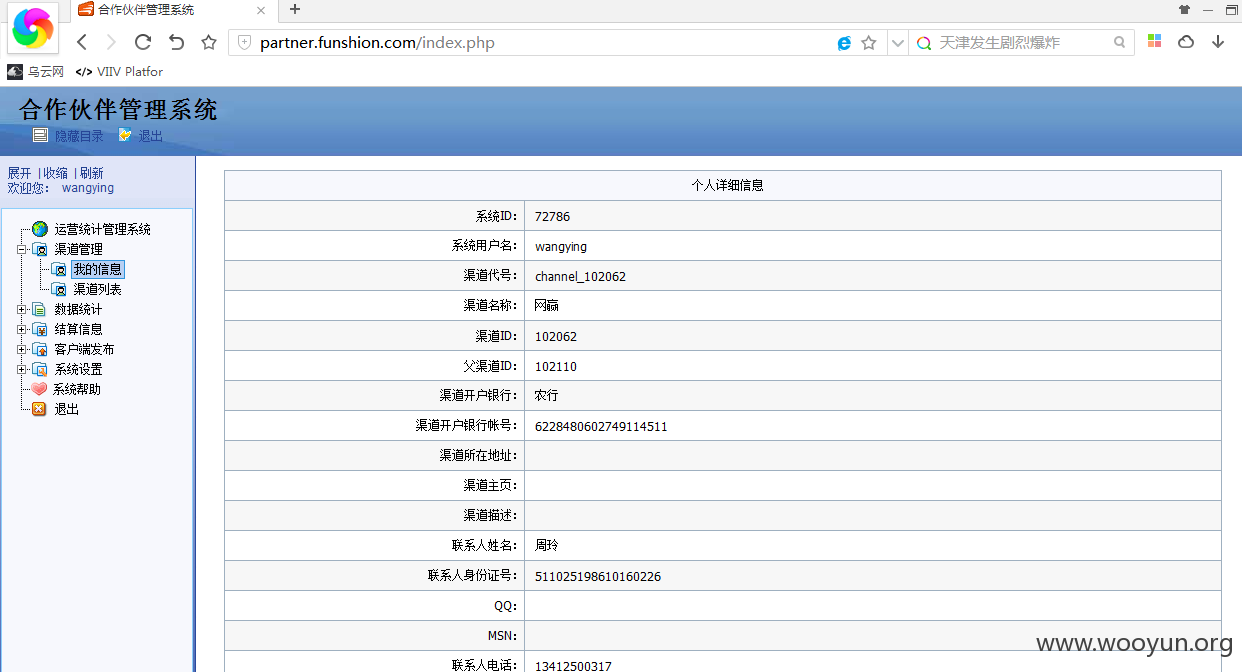 合作伙伴管理系统
partner.funshion.com/index.php
天津发生剧烈爆炸
乌云网
</> VIIV Platfor
合作伙伴管理系统
隐藏目录 退出
展开 |收缩 |刷新
欢迎您: wangying
运营统计管理系统
渠道管理
我的信息
渠道列表
数据统计
结算信息
客户端发布
系统设置
系统帮助
退出
个人详细信息
系统ID: 72786
系统用户名: wangying
渠道代号: channel_102062
渠道名称: 网赢
渠道ID: 102062
父渠道ID: 102110
渠道开户银行: 农行
渠道开户银行帐号: 6228480602749114511
渠道所在地址:
渠道主页:
渠道描述:
联系人姓名: 周玲
联系人身份证号: 511025198610160226
QQ:
MSN:
联系人电话: 13412500317
www.wooyun.org